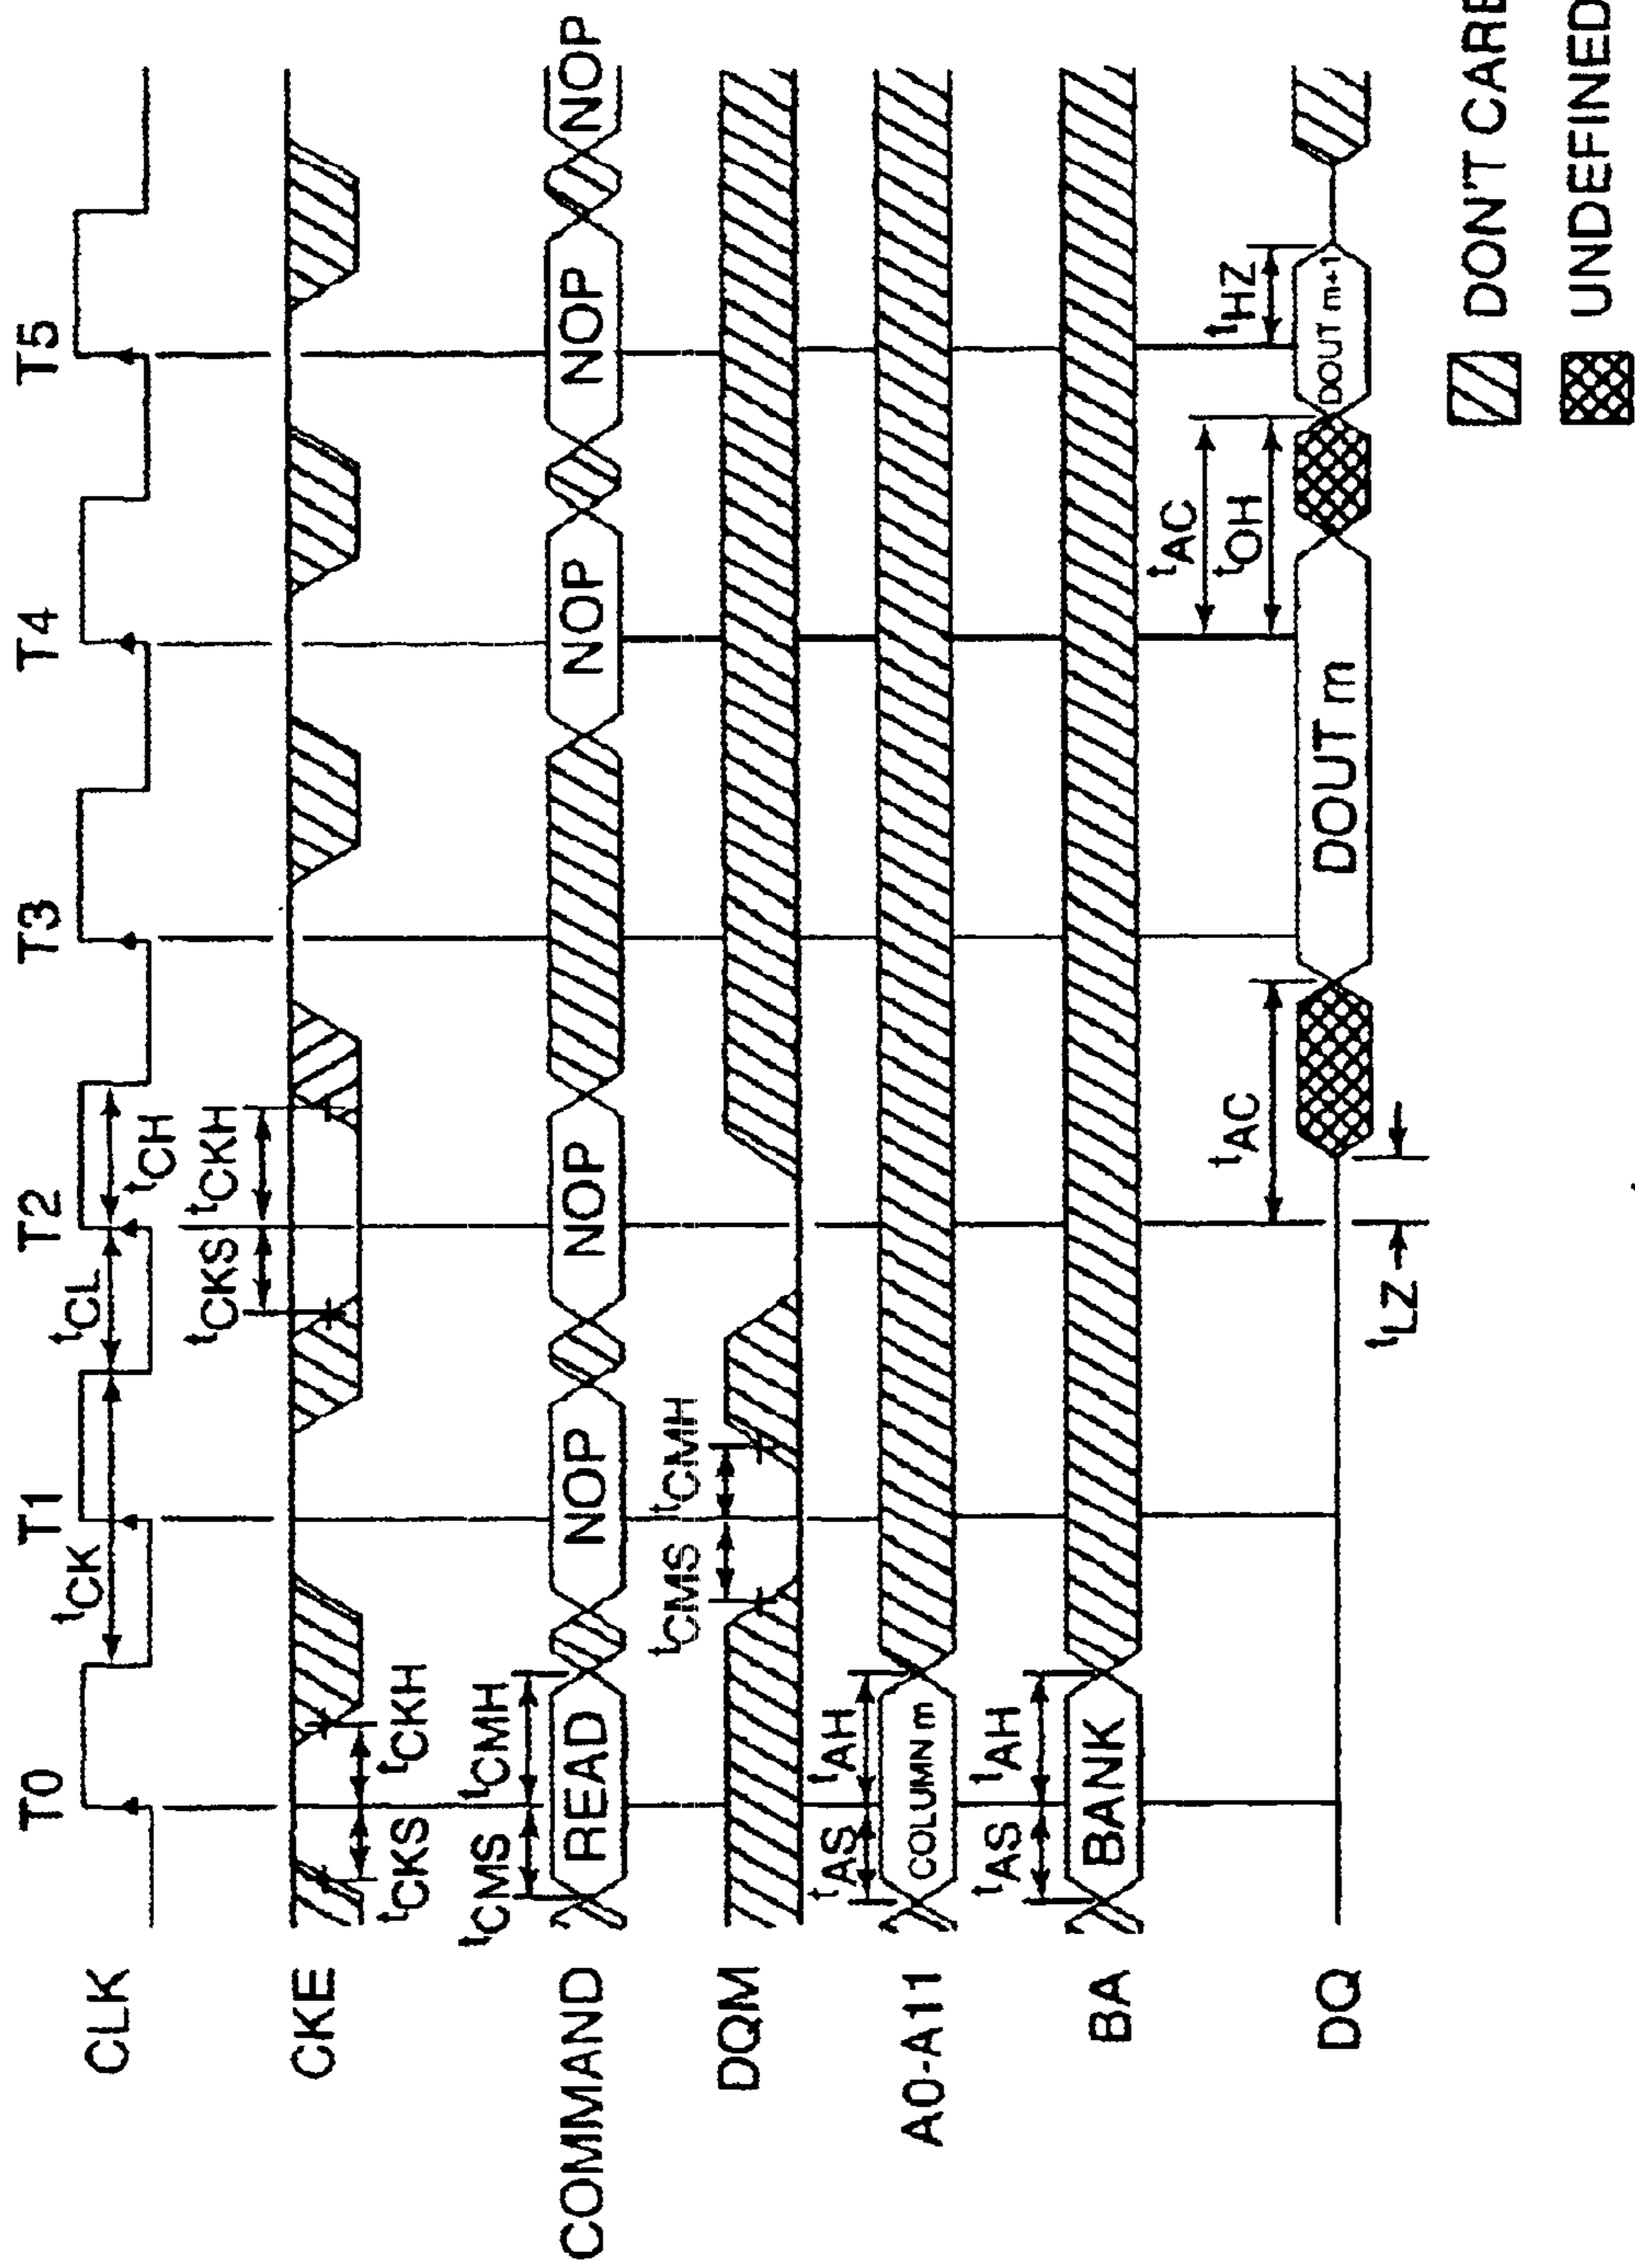 T0 T1 T2 T3 T4 T5
CLK
tCK tCL tCH
CKE
tCKS tCKH tCKS tCKH
COMMAND
tCMS tCMH
READ NOP NOP NOP NOP NOP
DQM
tCMS tCMH
A0-A11
tAS tAH
COLUMN m
BA
tAS tAH
BANK
DQ
tLZ tAC tAC tOH tHZ
DOUT m DOUT m+1
DON'T CARE
UNDEFINED